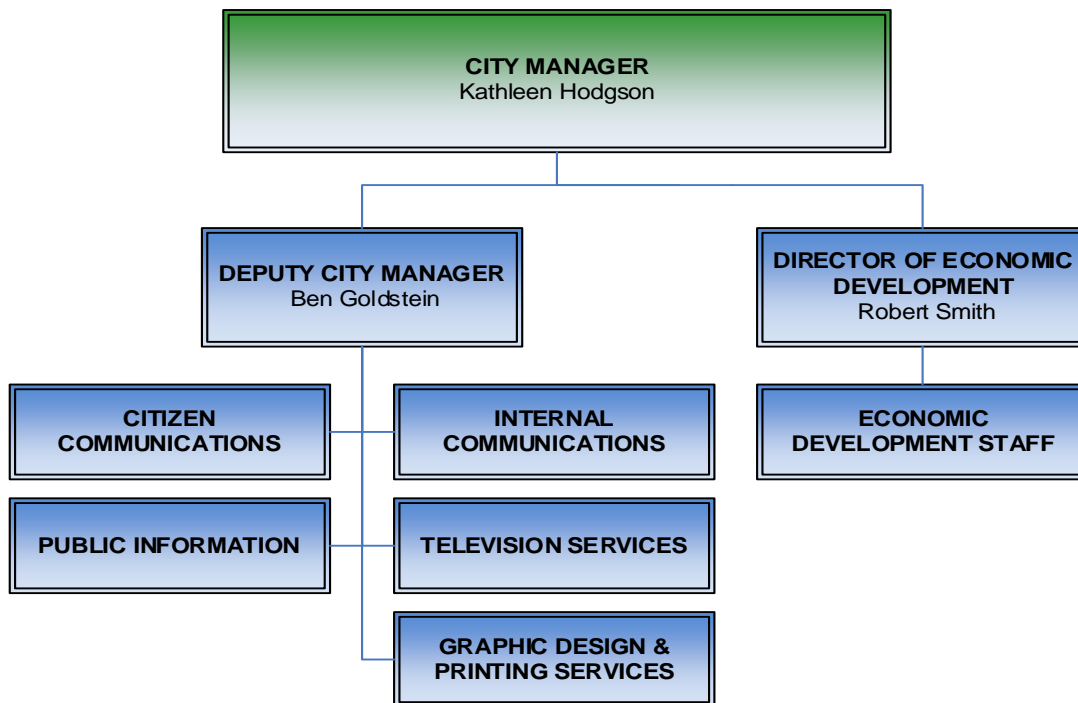 CITY MANAGER
Kathleen Hodgson
DEPUTY CITY MANAGER
Ben Goldstein
DIRECTOR OF ECONOMIC
DEVELOPMENT
Robert Smith
CITIZEN
COMMUNICATIONS
INTERNAL
COMMUNICATIONS
ECONOMIC
DEVELOPMENT STAFF
PUBLIC INFORMATION
TELEVISION SERVICES
GRAPHIC DESIGN &
PRINTING SERVICES